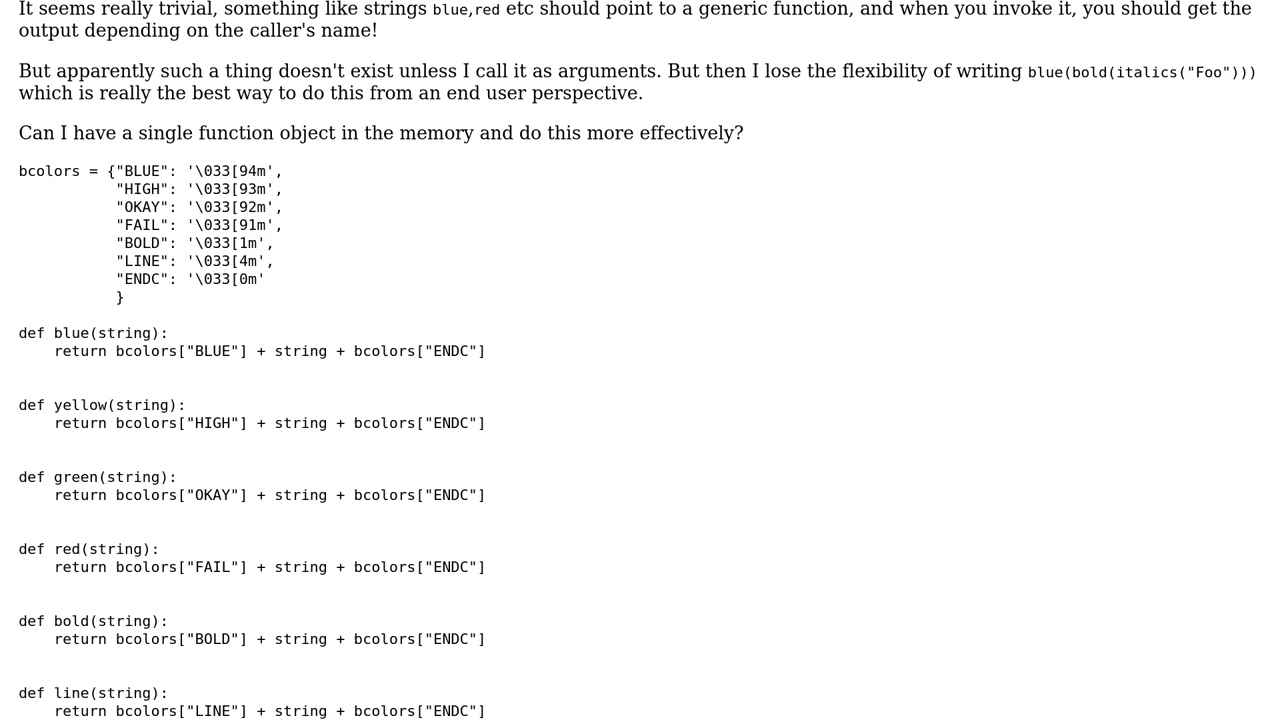 It seems really trivial, something like strings blue,red etc should point to a generic function, and when you invoke it, you should get the
output depending on the caller's name!
But apparently such a thing doesn't exist unless I call it as arguments. But then I lose the flexibility of writing blue(bold(italics("Foo")))
which is really the best way to do this from an end user perspective.
Can I have a single function object in the memory and do this more effectively?
bcolors = {"BLUE": '\033[94m',
           "HIGH": '\033[93m',
           "OKAY": '\033[92m',
           "FAIL": '\033[91m',
           "BOLD": '\033[1m',
           "LINE": '\033[4m',
           "ENDC": '\033[0m'
           }
def blue(string):
    return bcolors["BLUE"] + string + bcolors["ENDC"]
def yellow(string):
    return bcolors["HIGH"] + string + bcolors["ENDC"]
def green(string):
    return bcolors["OKAY"] + string + bcolors["ENDC"]
def red(string):
    return bcolors["FAIL"] + string + bcolors["ENDC"]
def bold(string):
    return bcolors["BOLD"] + string + bcolors["ENDC"]
def line(string):
    return bcolors["LINE"] + string + bcolors["ENDC"]